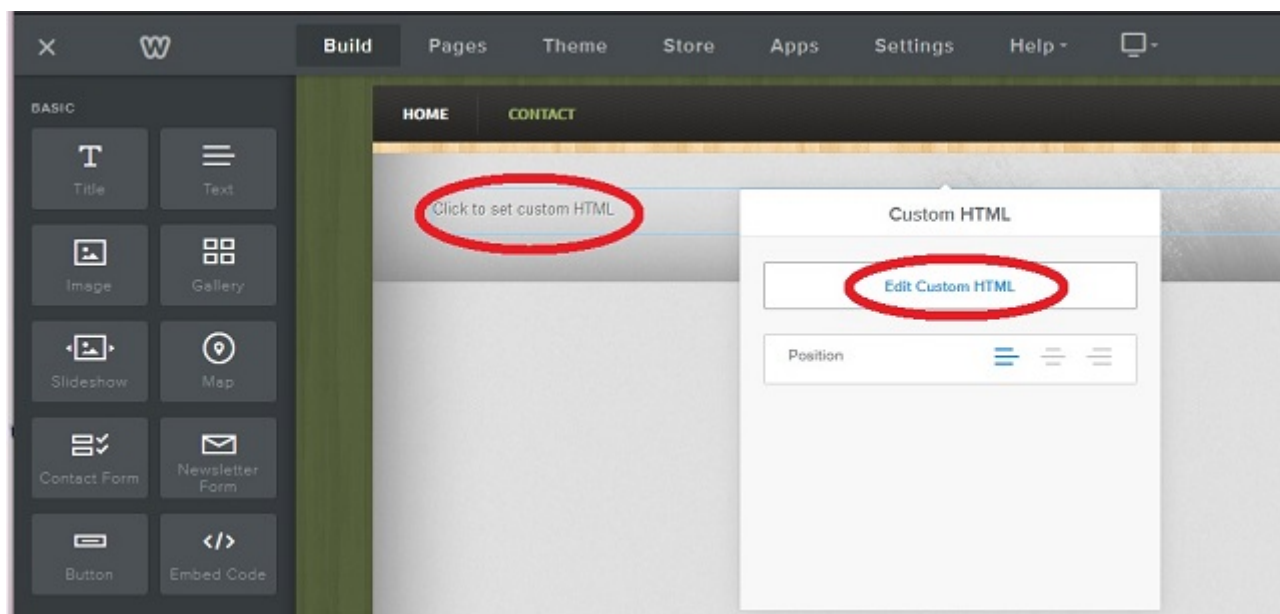 Build Pages Theme Store Apps Settings Help
BASIC
Title Text
Image Gallery
Slideshow Map
Contact Form Newsletter Form
Button Embed Code
HOME CONTACT
Click to set custom HTML
Custom HTML
Edit Custom HTML
Position